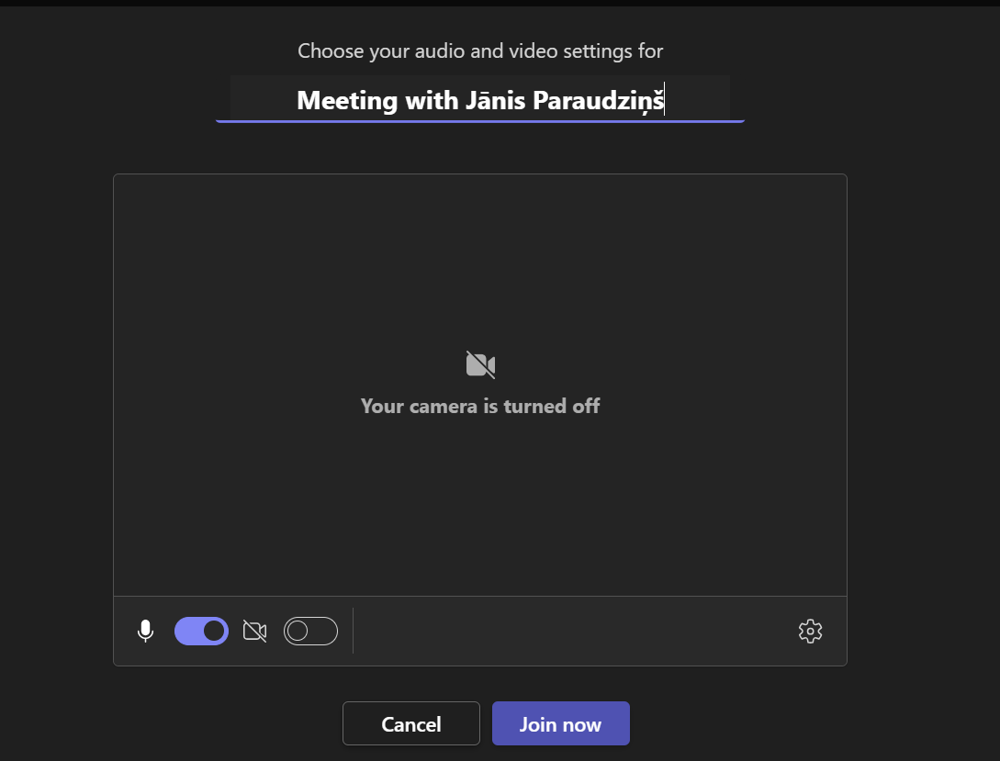 Choose your audio and video settings for
Meeting with Jānis Paraudziņš
Your camera is turned off
Cancel
Join now